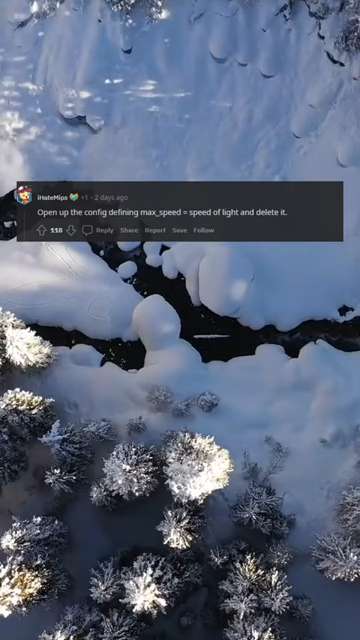 iHateMips +1 · 2 days ago
Open up the config defining max_speed = speed of light and delete it.
118 Reply Share Report Save Follow